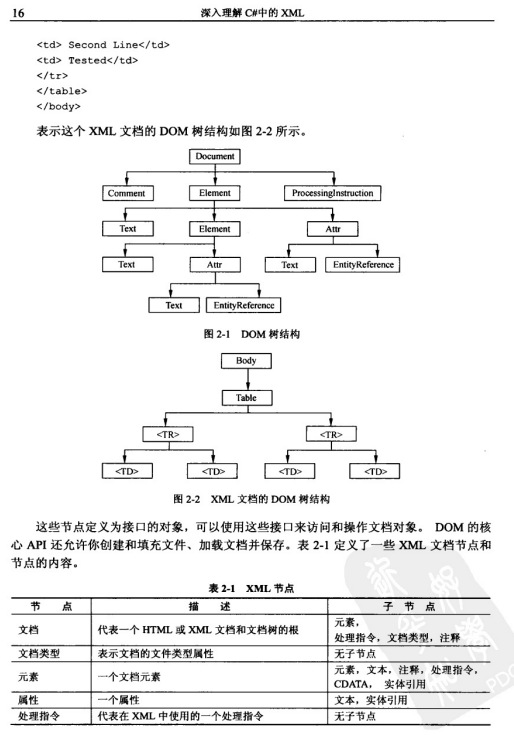 16
深入理解 C#中的 XML
<td> Second Line</td>
<td> Tested</td>
</tr>
</table>
</body>
表示这个 XML 文档的 DOM 树结构如图 2-2 所示。
Document
Comment Element ProcessingInstruction
Text Element Attr
Text Attr Text EntityReference
Text EntityReference
图 2-1 DOM 树结构
Body
Table
<TR> <TR>
<TD> <TD> <TD> <TD>
图 2-2 XML 文档的 DOM 树结构
这些节点定义为接口的对象，可以使用这些接口来访问和操作文档对象。 DOM 的核
心 API 还允许你创建和填充文件、加载文档并保存。表 2-1 定义了一些 XML 文档节点和
节点的内容。
表 2-1 XML 节点
节 点 描 述 子 节 点
文档 代表一个 HTML 或 XML 文档和文档树的根 元素，
处理指令，文档类型，注释
文档类型 表示文档的文件类型属性 无子节点
元素 一个文档元素 元素，文本，注释，处理指令，
CDATA， 实体引用
属性 一个属性 文本，实体引用
处理指令 代表在 XML 中使用的一个处理指令 无子节点
PDG